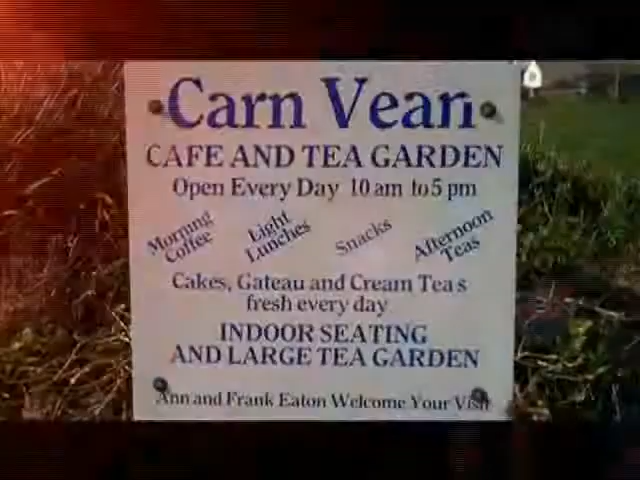 Carn Vean
CAFE AND TEA GARDEN
Open Every Day 10 am to 5 pm
Morning Coffee
Light Lunches
Snacks
Afternoon Teas
Cakes, Gateau and Cream Teas
fresh every day
INDOOR SEATING
AND LARGE TEA GARDEN
Ann and Frank Eaton Welcome Your Visit